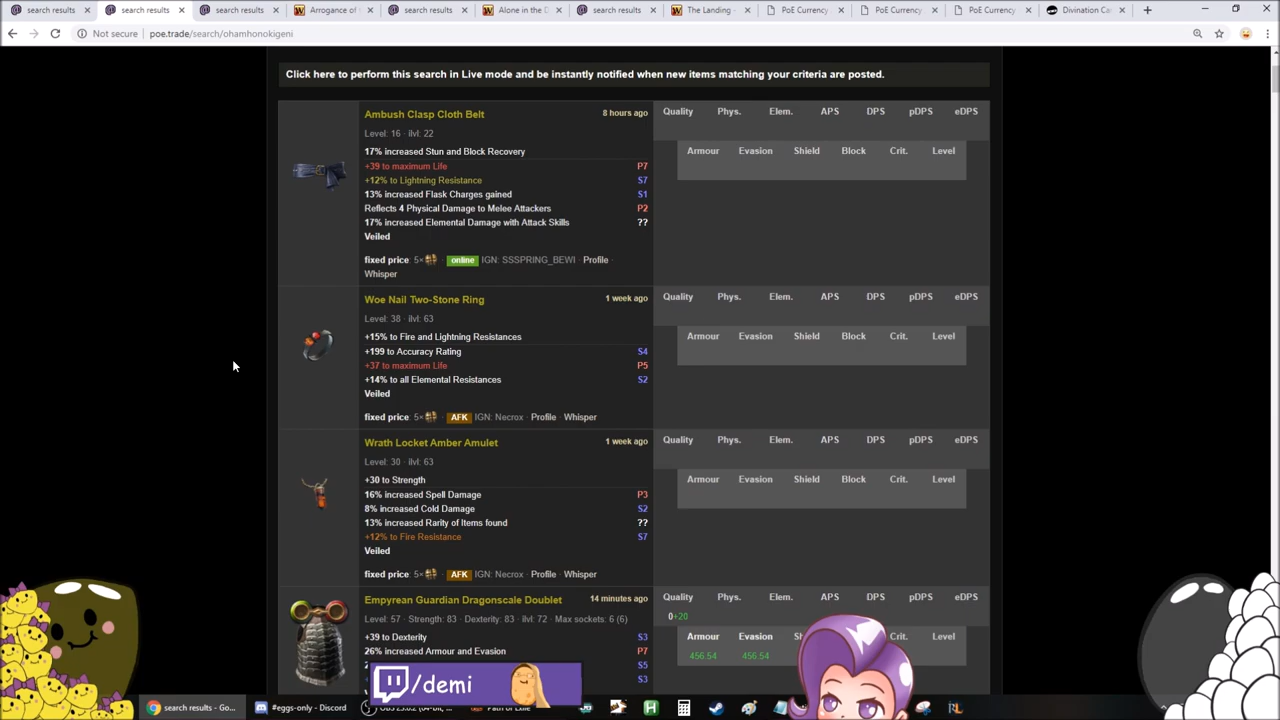 search results
search results
search results
Arrogance of
search results
Alone in the D
search results
The Landing -
PoE Currency
PoE Currency
PoE Currency
Divination Ca
Not secure
poe.trade/search/ohamhonokigeni
Click here to perform this search in Live mode and be instantly notified when new items matching your criteria are posted.
Ambush Clasp Cloth Belt 8 hours ago
Level: 16 · ilvl: 22
17% increased Stun and Block Recovery
+39 to maximum Life P7
+12% to Lightning Resistance S7
13% increased Flask Charges gained S1
Reflects 4 Physical Damage to Melee Attackers P2
17% increased Elemental Damage with Attack Skills ??
Veiled
fixed price: 5× · online IGN: SSSPRING_BEWI · Profile ·
Whisper
Quality Phys. Elem. APS DPS pDPS eDPS
Armour Evasion Shield Block Crit. Level
Woe Nail Two-Stone Ring 1 week ago
Level: 38 · ilvl: 63
+15% to Fire and Lightning Resistances
+199 to Accuracy Rating S4
+37 to maximum Life P5
+14% to all Elemental Resistances S2
Veiled
fixed price: 5× · AFK IGN: Necrox · Profile · Whisper
Quality Phys. Elem. APS DPS pDPS eDPS
Armour Evasion Shield Block Crit. Level
Wrath Locket Amber Amulet 1 week ago
Level: 30 · ilvl: 63
+30 to Strength
16% increased Spell Damage P3
8% increased Cold Damage S2
13% increased Rarity of Items found ??
+12% to Fire Resistance S7
Veiled
fixed price: 5× · AFK IGN: Necrox · Profile · Whisper
Quality Phys. Elem. APS DPS pDPS eDPS
Armour Evasion Shield Block Crit. Level
Empyrean Guardian Dragonscale Doublet 14 minutes ago
Level: 57 · Strength: 83 · Dexterity: 83 · ilvl: 72 · Max sockets: 6 (6)
+39 to Dexterity S3
26% increased Armour and Evasion P7
S5
S3
Quality Phys. Elem. APS DPS pDPS eDPS
0+20
Armour Evasion Block Crit. Level
456.54 456.54
/demi
search results - Go...
#eggs-only - Discord
Path of Exile